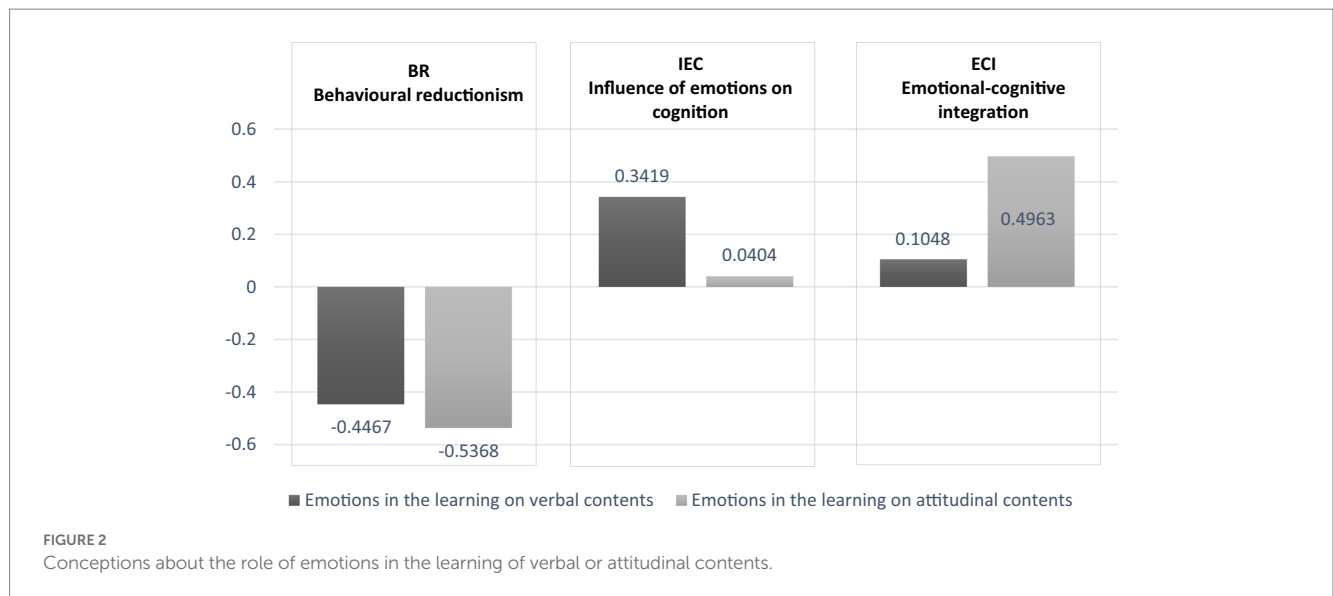 BR
Behavioural reductionism
IEC
Influence of emotions on
cognition
ECI
Emotional-cognitive
integration
0.6
0.4
0.2
0
-0.2
-0.4
-0.6
-0.4467
-0.5368
0.3419
0.0404
0.1048
0.4963
Emotions in the learning on verbal contents
Emotions in the learning on attitudinal contents
FIGURE 2
Conceptions about the role of emotions in the learning of verbal or attitudinal contents.